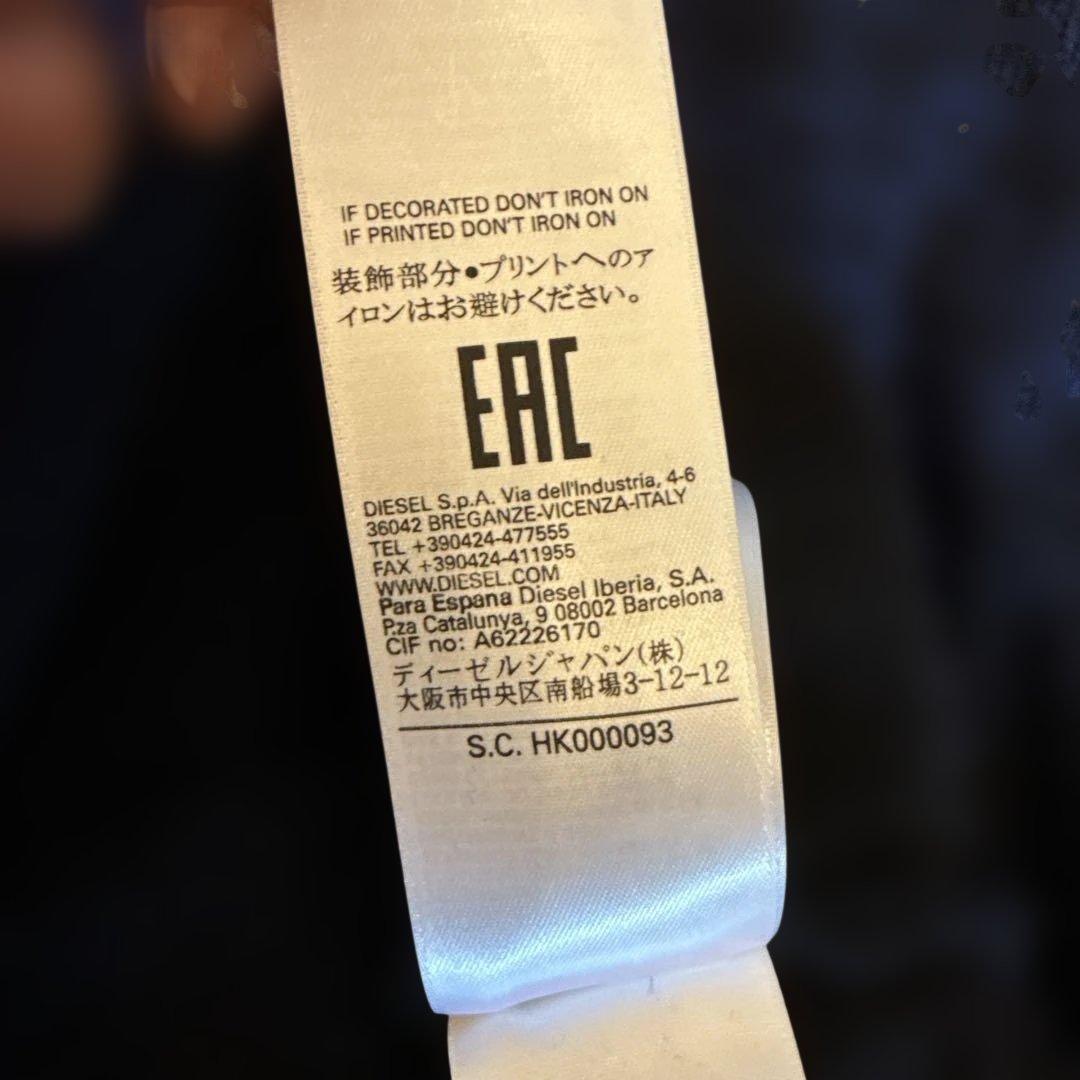 IF DECORATED DON'T IRON ON
IF PRINTED DON'T IRON ON
装飾部分●プリントへのア
イロンはお避けください。
EAC
DIESEL S.p.A. Via dell'Industria, 4-6
36042 BREGANZE-VICENZA-ITALY
TEL +390424-477555
FAX +390424-411955
WWW.DIESEL.COM
Para Espana Diesel Iberia, S.A.
P.za Catalunya, 9 08002 Barcelona
CIF no: A62226170
ディーゼルジャパン(株)
大阪市中央区南船場3-12-12
S.C. HK000093